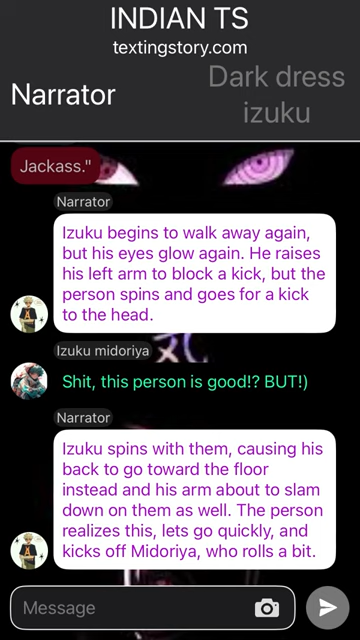 INDIAN TS
textingstory.com
Narrator
Dark dress
izuku
Jackass."
Narrator
Izuku begins to walk away again,
but his eyes glow again. He raises
his left arm to block a kick, but the
person spins and goes for a kick
to the head.
Izuku midoriya
Shit, this person is good!? BUT!)
Narrator
Izuku spins with them, causing his
back to go toward the floor
instead and his arm about to slam
down on them as well. The person
realizes this, lets go quickly, and
kicks off Midoriya, who rolls a bit.
Message